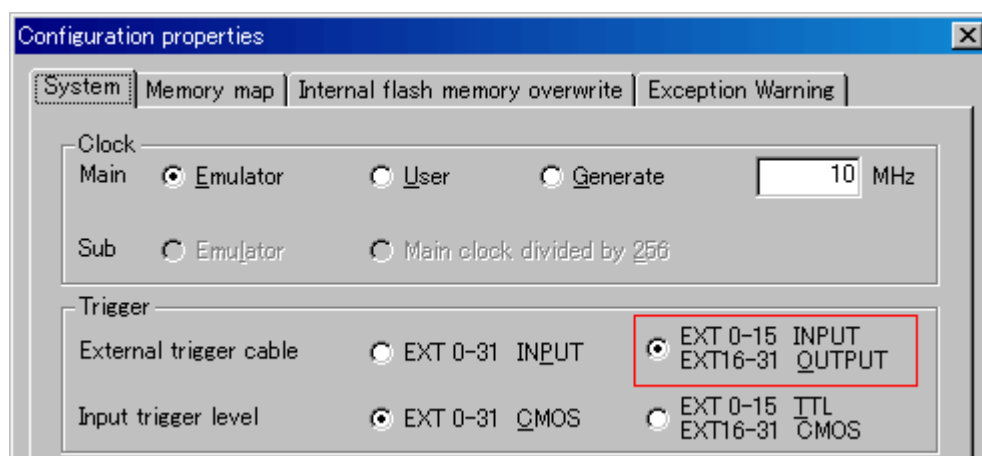 Configuration properties
System Memory map Internal flash memory overwrite Exception Warning
Clock
Main Emulator User Generate 10 MHz
Sub Emulator Main clock divided by 256
Trigger
External trigger cable EXT 0-31 INPUT EXT 0-15 INPUT
EXT16-31 OUTPUT
Input trigger level EXT 0-31 CMOS EXT 0-15 TTL
EXT16-31 CMOS